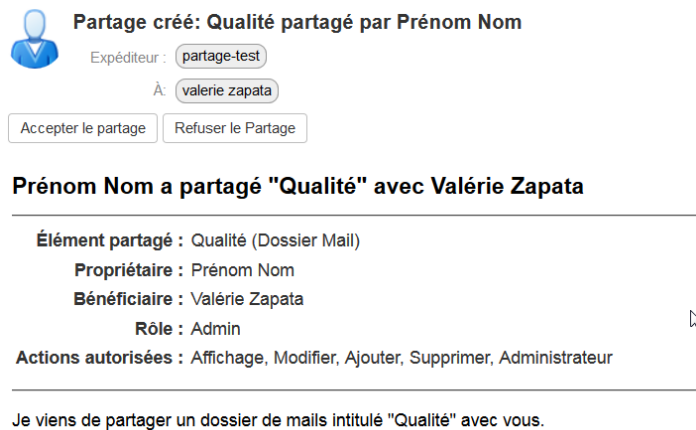 Partage créé: Qualité partagé par Prénom Nom
Expéditeur : partage-test
À: valerie zapata
Accepter le partage Refuser le Partage
Prénom Nom a partagé "Qualité" avec Valérie Zapata
Élément partagé : Qualité (Dossier Mail)
Propriétaire : Prénom Nom
Bénéficiaire : Valérie Zapata
Rôle : Admin
Actions autorisées : Affichage, Modifier, Ajouter, Supprimer, Administrateur
Je viens de partager un dossier de mails intitulé "Qualité" avec vous.